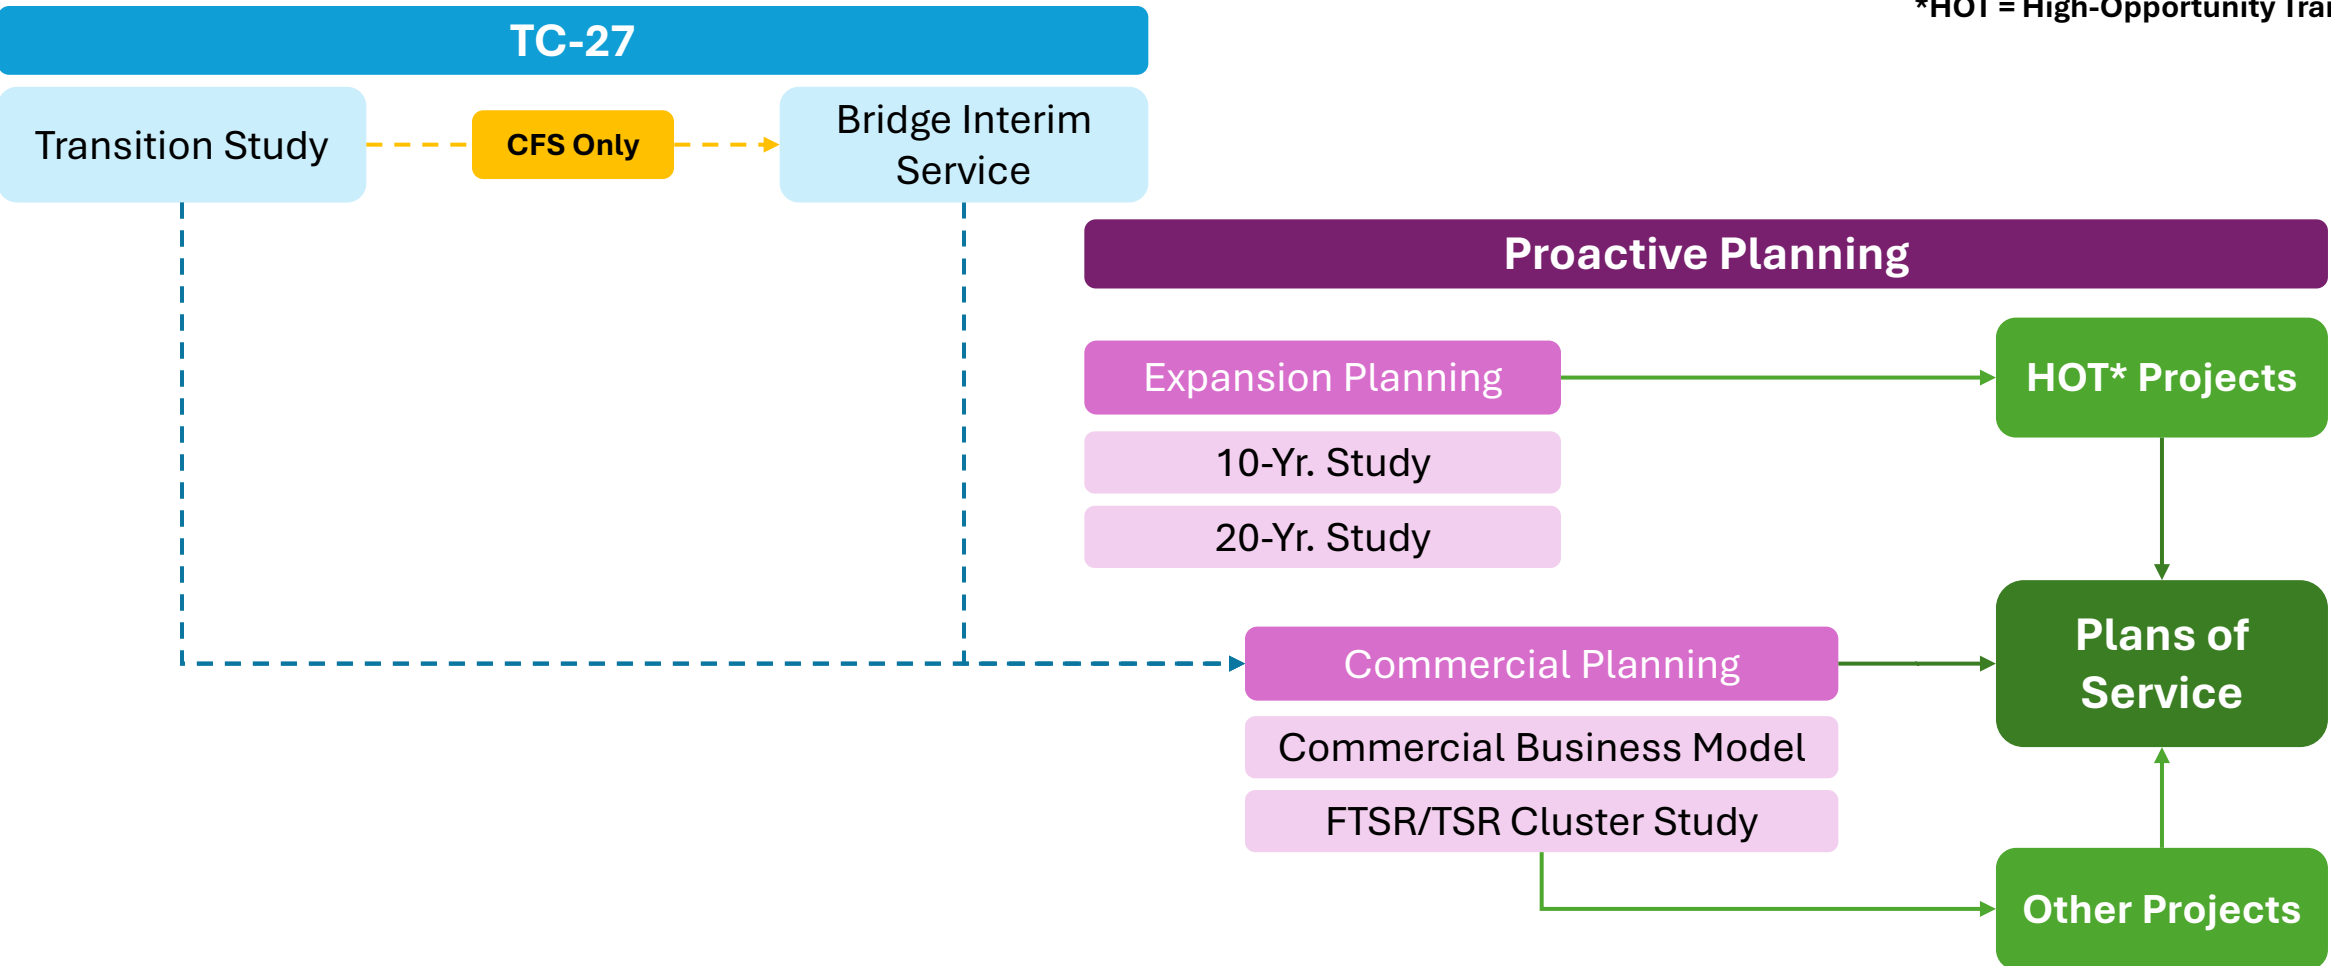 *HOT = High-Opportunity
TC-27
Transition Study
CFS Only
Bridge Interim
Service
Proactive Planning
Expansion Planning
HOT* Projects
10-Yr. Study
20-Yr. Study
Plans of
Service
Commercial Planning
Commercial Business Model
FTSR/TSR Cluster Study
Other Projects